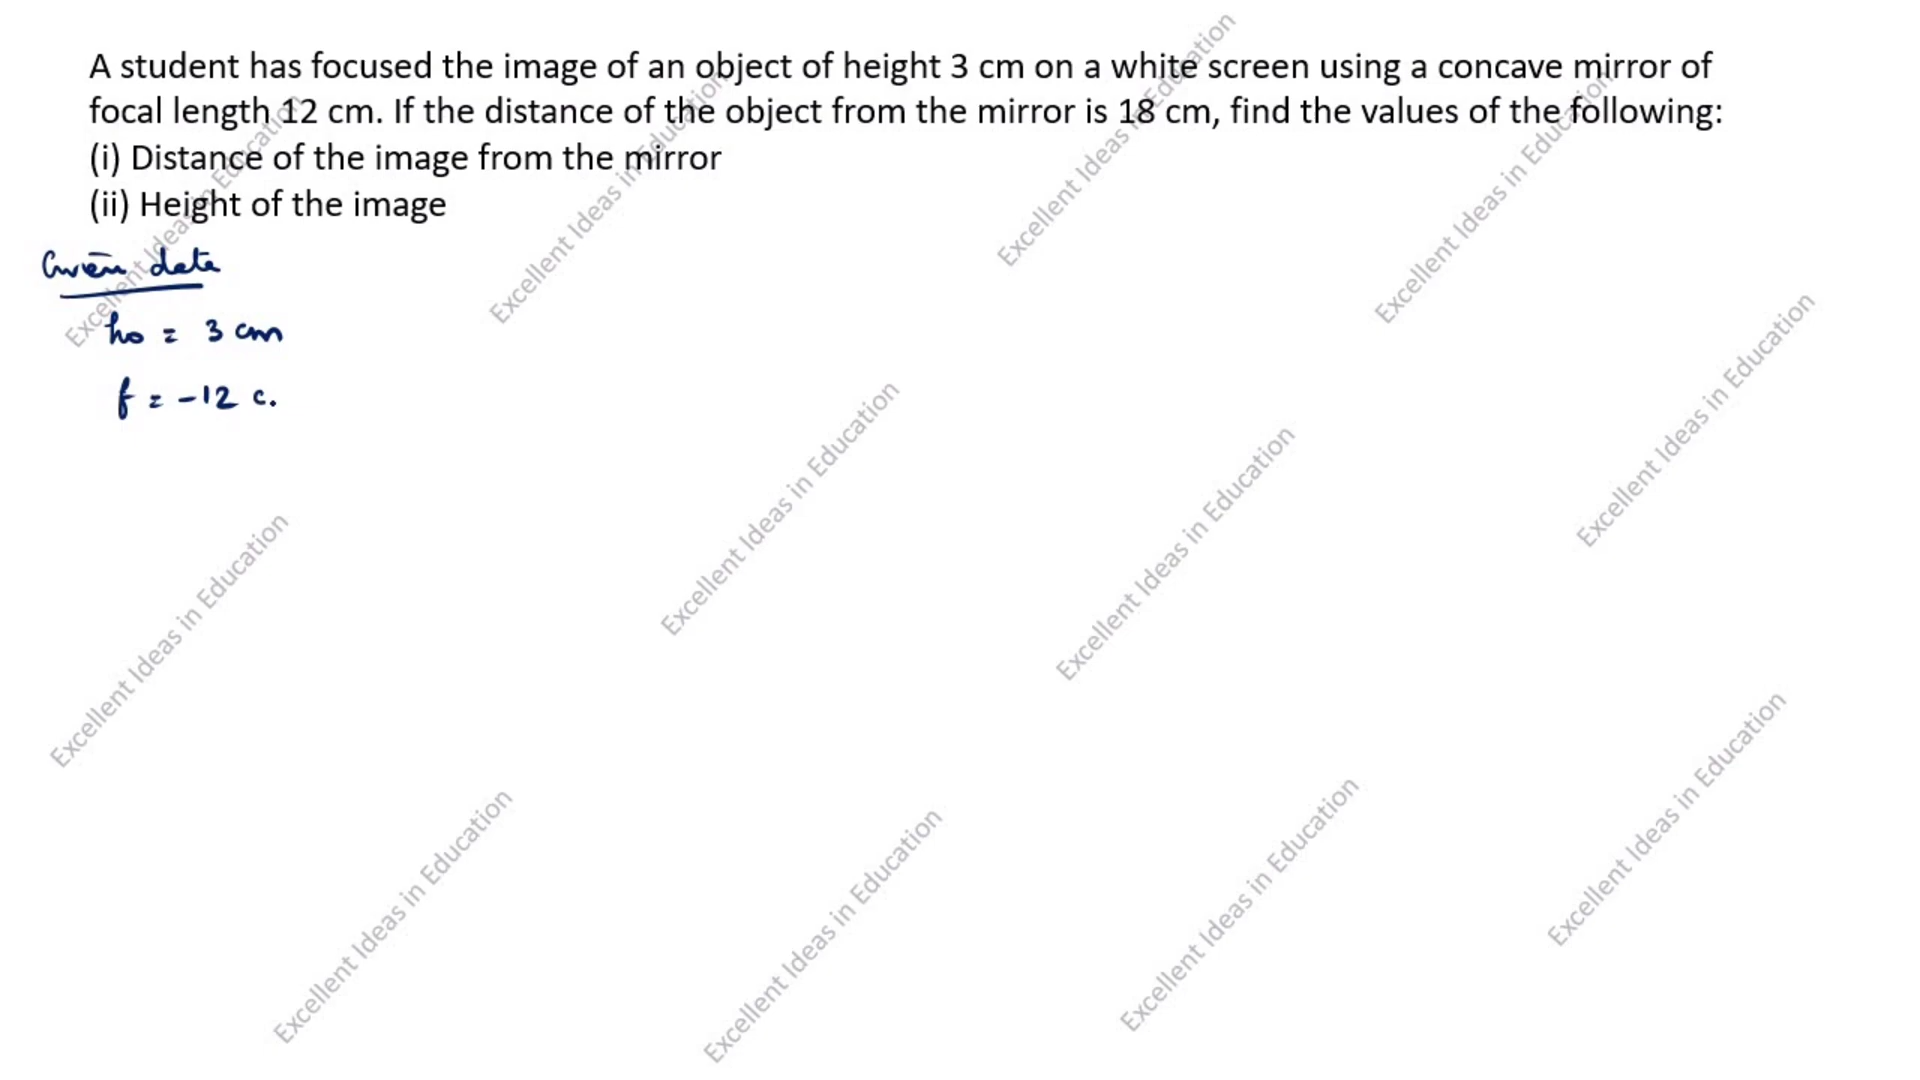 A student has focused the image of an object of height 3 cm on a white screen using a concave mirror of
focal length 12 cm. If the distance of the object from the mirror is 18 cm, find the values of the following:
(i) Distance of the image from the mirror
(ii) Height of the image
Given data
ho = 3 cm
f = -12 c.
Excellent Ideas in Education
Excellent Ideas in Education
Excellent Ideas in Education
Excellent Ideas in Education
Excellent Ideas in Education
Excellent Ideas in Education
Excellent Ideas in Education
Excellent Ideas in Education
Excellent Ideas in Education
Excellent Ideas in Education
Excellent Ideas in Education
Excellent Ideas in Education